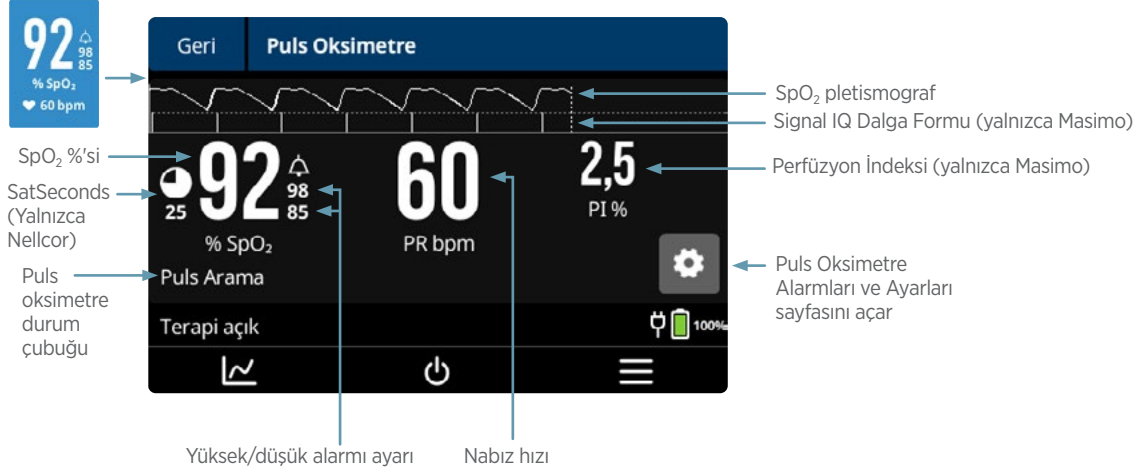 92
98
85
% SpO₂
60 bpm
Geri
Puls Oksimetre
SpO₂ pletismograf
Signal IQ Dalga Formu (yalnızca Masimo)
SpO₂ %'si
SatSeconds
(Yalnızca
Nellcor)
Puls
oksimetre
durum
çubuğu
25
92
98
85
% SpO₂
60
PR bpm
2,5
PI %
Perfüzyon İndeksi (yalnızca Masimo)
Puls Arama
Puls Oksimetre
Alarmları ve Ayarları
sayfasını açar
Terapi açık
100%
Yüksek/düşük alarmı ayarı
Nabız hızı